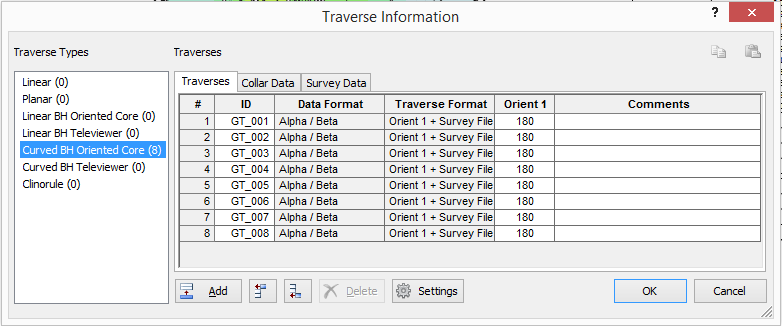 Traverse Information
? ×
Traverse Types
Traverses
Linear (0)
Planar (0)
Linear BH Oriented Core (0)
Linear BH Televiewer (0)
Curved BH Oriented Core (8)
Curved BH Televiewer (0)
Clinorule (0)
Traverses Collar Data Survey Data
# ID Data Format Traverse Format Orient 1 Comments
1 GT_001 Alpha / Beta Orient 1 + Survey File 180
2 GT_002 Alpha / Beta Orient 1 + Survey File 180
3 GT_003 Alpha / Beta Orient 1 + Survey File 180
4 GT_004 Alpha / Beta Orient 1 + Survey File 180
5 GT_005 Alpha / Beta Orient 1 + Survey File 180
6 GT_006 Alpha / Beta Orient 1 + Survey File 180
7 GT_007 Alpha / Beta Orient 1 + Survey File 180
8 GT_008 Alpha / Beta Orient 1 + Survey File 180
Add Delete Settings OK Cancel